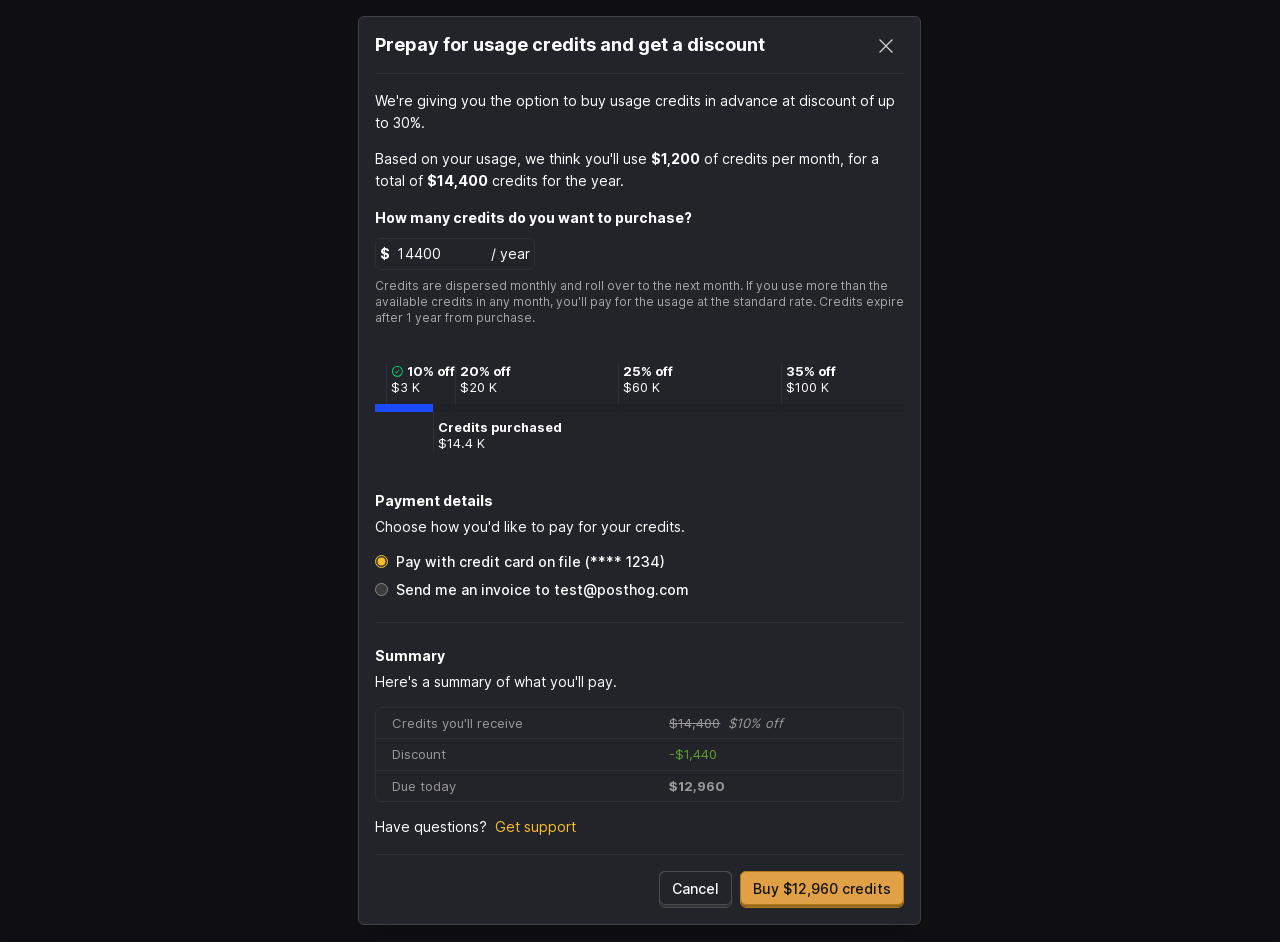 Prepay for usage credits and get a discount
We're giving you the option to buy usage credits in advance at discount of up
to 30%.
Based on your usage, we think you'll use $1,200 of credits per month, for a
total of $14,400 credits for the year.
How many credits do you want to purchase?
$ 14400 / year
Credits are dispersed monthly and roll over to the next month. If you use more than the
available credits in any month, you'll pay for the usage at the standard rate. Credits expire
after 1 year from purchase.
10% off 20% off 25% off 35% off
$3 K $20 K $60 K $100 K
Credits purchased
$14.4 K
Payment details
Choose how you'd like to pay for your credits.
Pay with credit card on file (**** 1234)
Send me an invoice to test@posthog.com
Summary
Here's a summary of what you'll pay.
Credits you'll receive $14,400 $10% off
Discount -$1,440
Due today $12,960
Have questions? Get support
Cancel Buy $12,960 credits